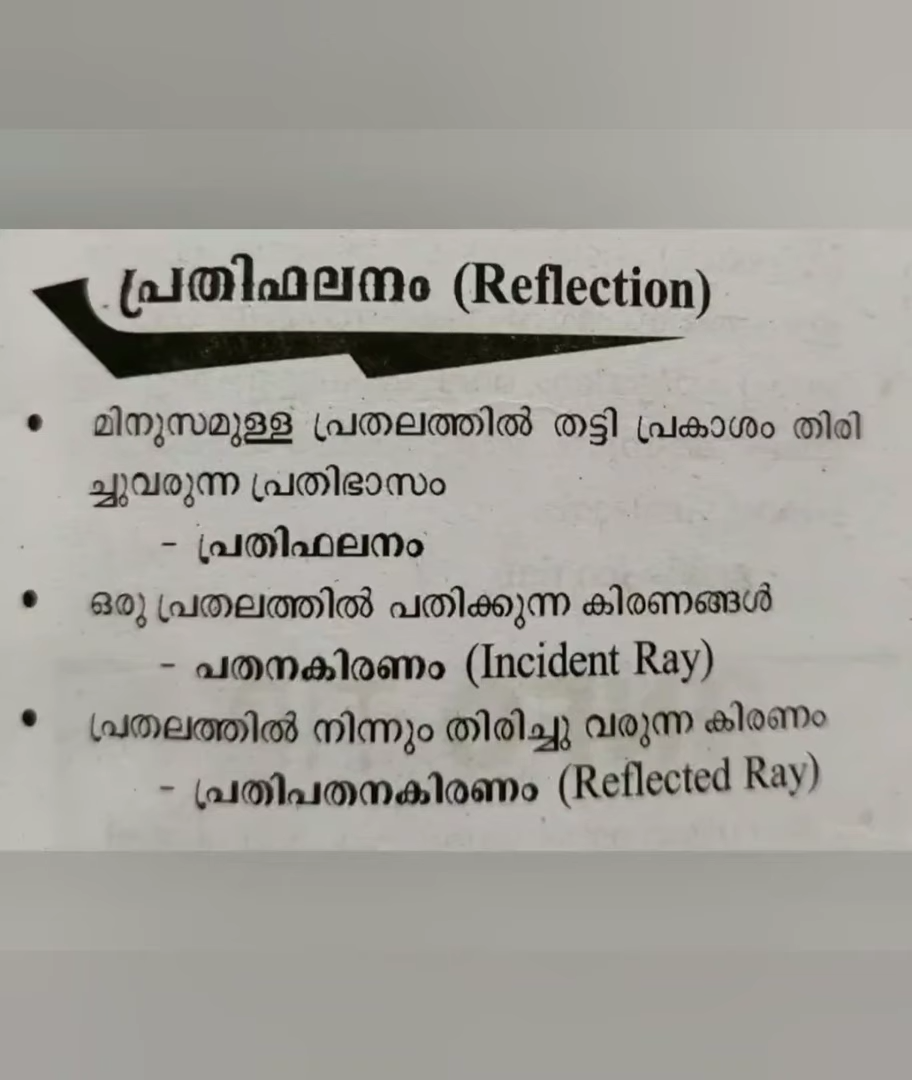 പ്രതിഫലനം (Reflection)
• മിനുസമുള്ള പ്രതലത്തിൽ തട്ടി പ്രകാശം തിരി
ച്ചുവരുന്ന പ്രതിഭാസം
- പ്രതിഫലനം
• ഒരു പ്രതലത്തിൽ പതിക്കുന്ന കിരണങ്ങൾ
- പതനകിരണം (Incident Ray)
• പ്രതലത്തിൽ നിന്നും തിരിച്ചു വരുന്ന കിരണം
- പ്രതിപതനകിരണം (Reflected Ray)